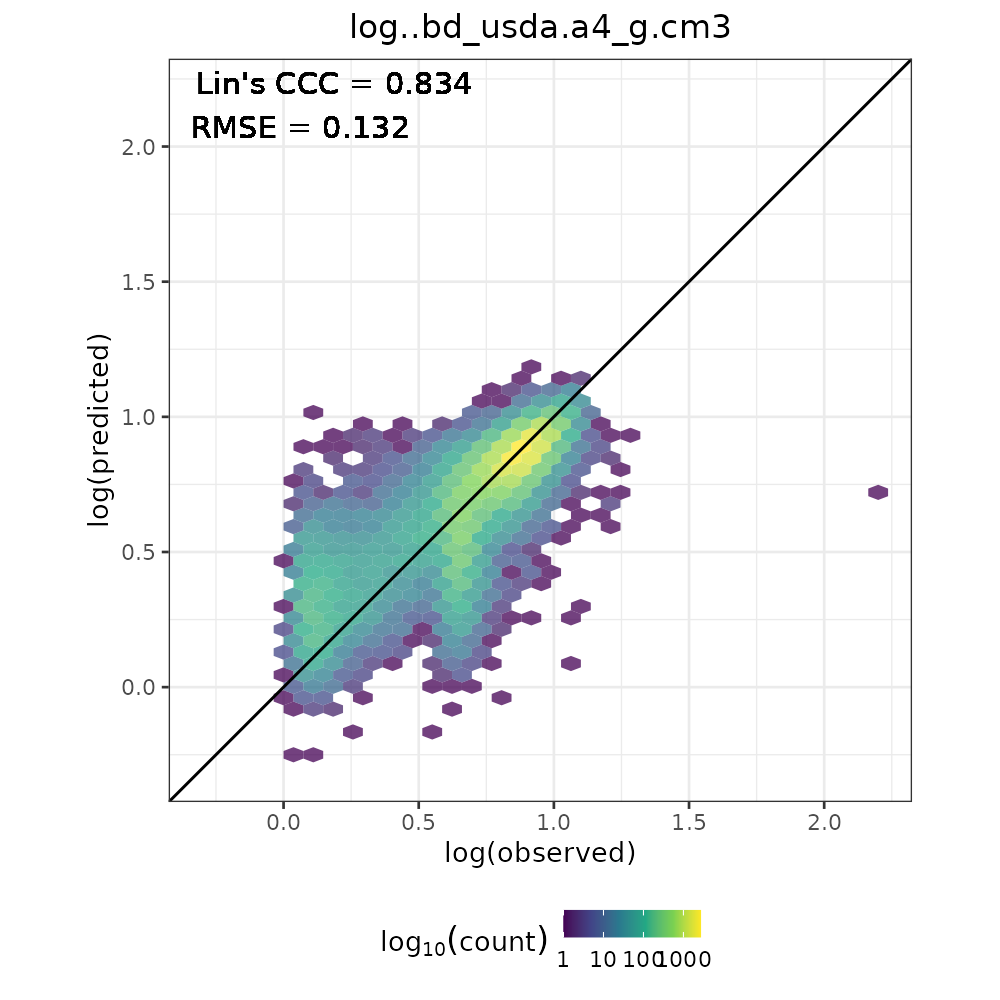 log..bd_usda.a4_g.cm3
Lin's CCC = 0.834
RMSE = 0.132
2.0
1.5
1.0
0.5
0.0
log(predicted)
0.0 0.5 1.0 1.5 2.0
log(observed)
log₁₀(count)
1 10 100 1000